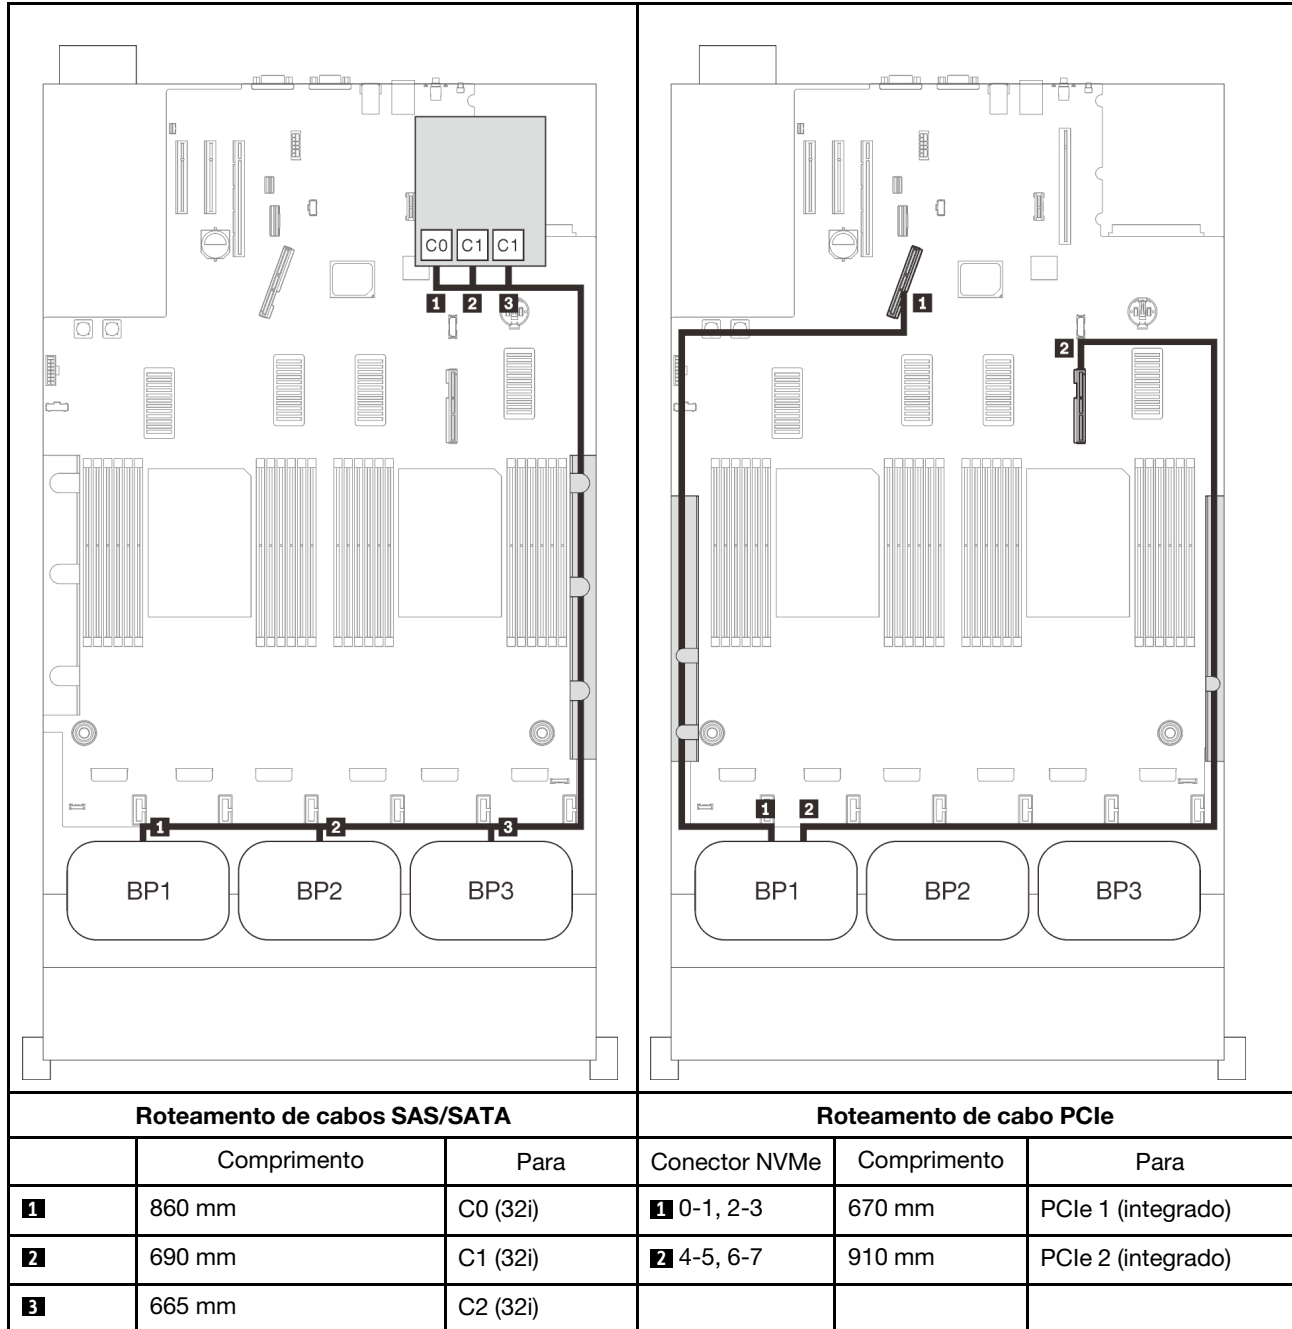 C0 C1 C1
1 2 3
1 2 3
BP1 BP2 BP3
1
2
1 2
BP1 BP2 BP3
Roteamento de cabos SAS/SATA
Roteamento de cabo PCIe
Comprimento Para Conector NVMe Comprimento Para
1 860 mm C0 (32i) 1 0-1, 2-3 670 mm PCIe 1 (integrado)
2 690 mm C1 (32i) 2 4-5, 6-7 910 mm PCIe 2 (integrado)
3 665 mm C2 (32i)